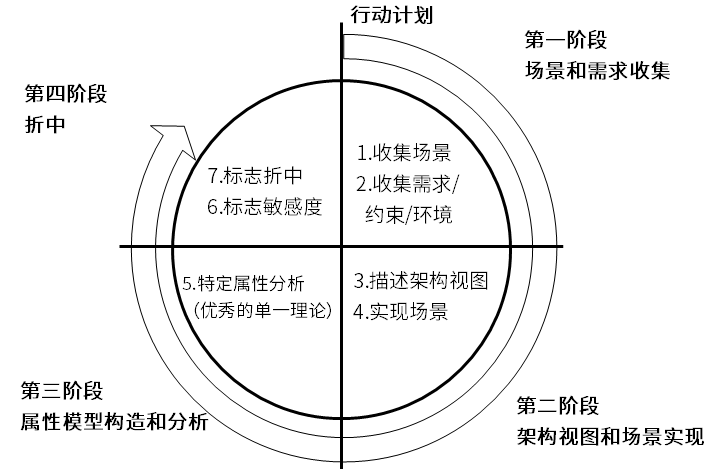 行动计划
第一阶段
场景和需求收集
1.收集场景
2.收集需求/
约束/环境
3.描述架构视图
4.实现场景
第二阶段
架构视图和场景实现
5.特定属性分析
(优秀的单一理论)
第三阶段
属性模型构造和分析
7.标志折中
6.标志敏感度
第四阶段
折中